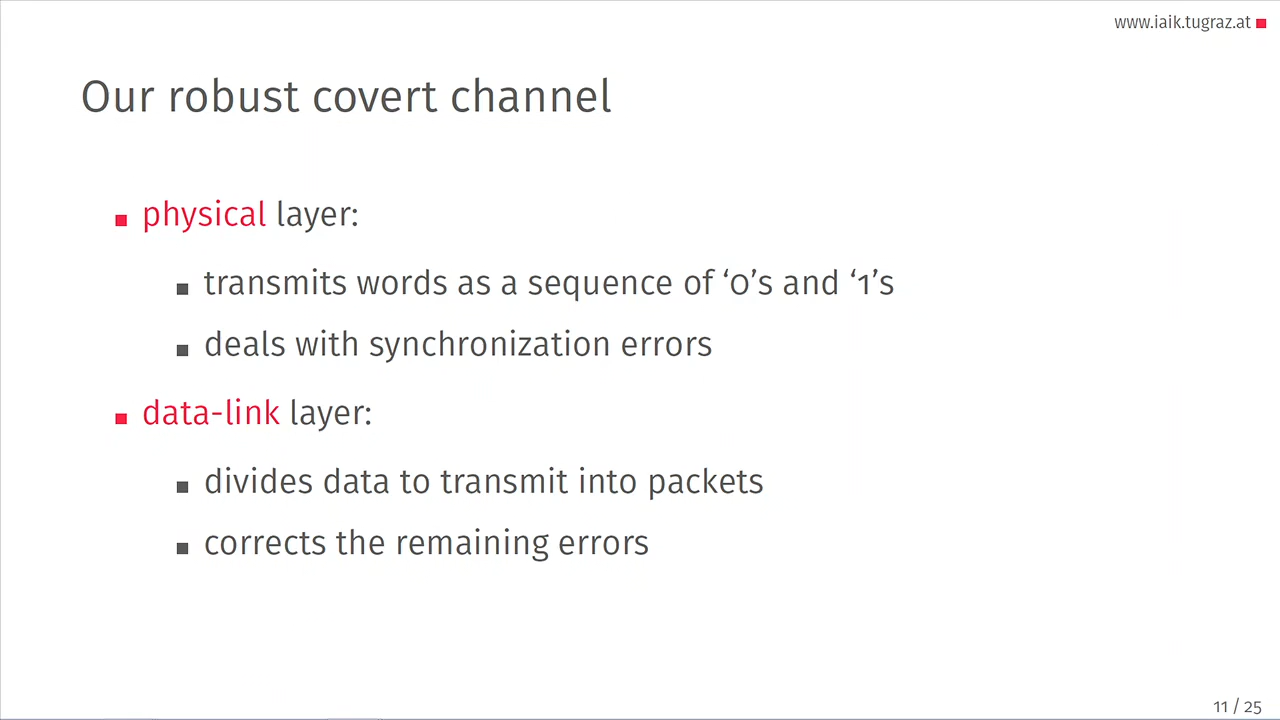 www.iaik.tugraz.at
Our robust covert channel
physical layer:
transmits words as a sequence of ‘0’s and ‘1’s
deals with synchronization errors
data-link layer:
divides data to transmit into packets
corrects the remaining errors
11 / 25